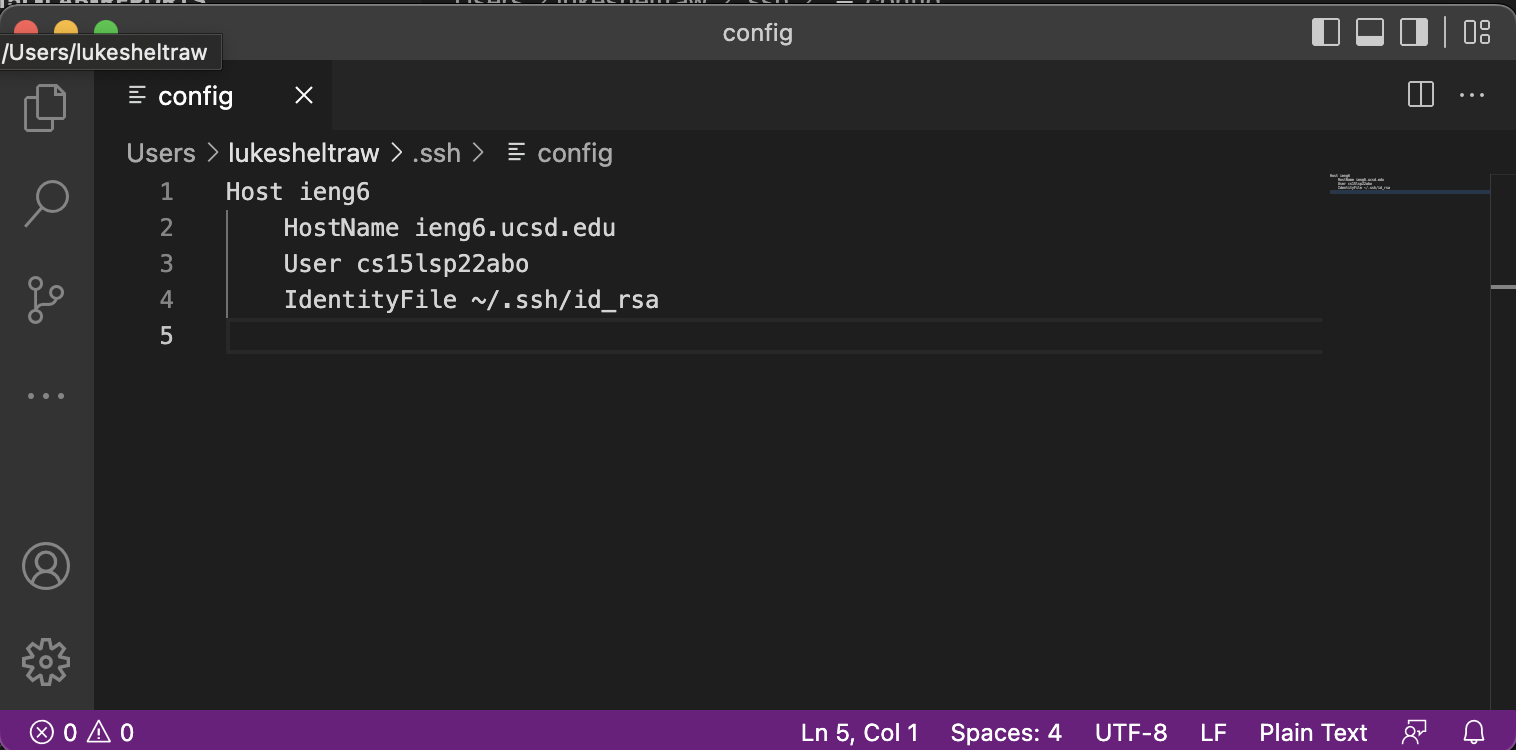 config
/Users/lukesheltraw
config
Users > lukesheltraw > .ssh > config
1 Host ieng6
2     HostName ieng6.ucsd.edu
3     User cs15lsp22abo
4     IdentityFile ~/.ssh/id_rsa
5
0 0 Ln 5, Col 1 Spaces: 4 UTF-8 LF Plain Text